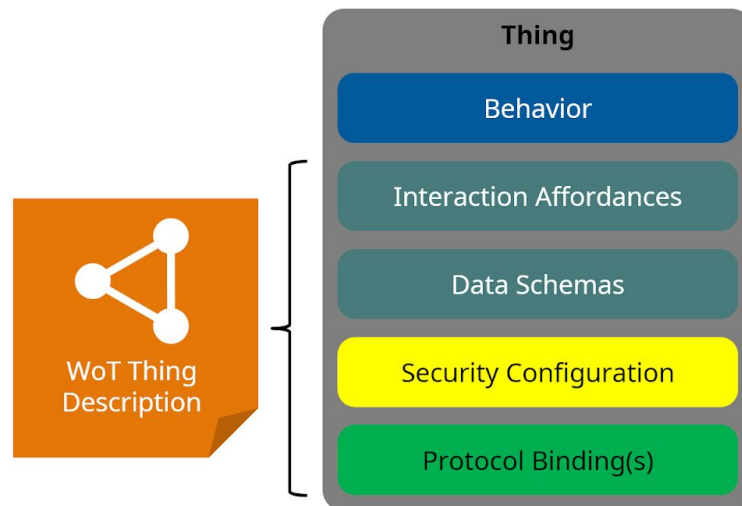 Thing
Behavior
Interaction Affordances
Data Schemas
Security Configuration
Protocol Binding(s)
WoT Thing
Description